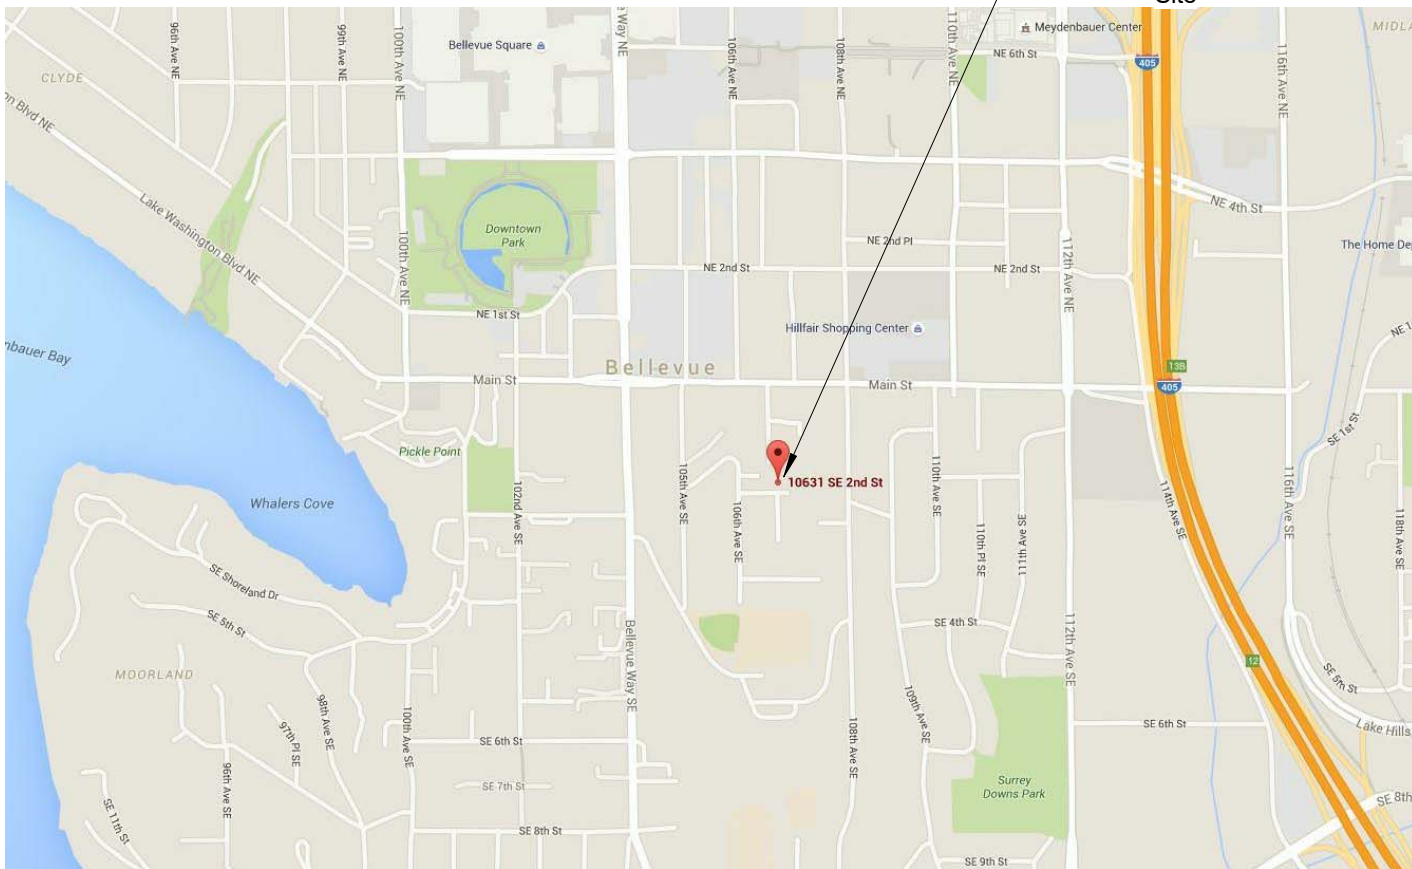 Site
96th Ave NE
99th Ave NE
100th Ave NE
Bellevue Square
Way NE
106th Ave NE
108th Ave NE
110th Ave NE
Meydenbauer Center
NE 6th St
405
116th Ave NE
CLYDE
Blvd NE
Lake Washington Blvd NE
Downtown
Park
100th Ave NE
NE 4th St
NE 2nd Pl
112th Ave NE
The Home
NE 2nd St
NE 2nd St
NE 1st St
Hillfair Shopping Center
Bay
Bellevue
Main St
Main St
13B
405
SE 1st St
Pickle Point
105th Ave SE
10631 SE 2nd St
110th Ave SE
Whalers Cove
102nd Ave SE
106th Ave SE
110th Pl SE
111th Ave SE
114th Ave SE
116th Ave SE
118th Ave SE
SE Shoreland Dr
SE 5th St
SE 4th St
112th Ave SE
Bellevue Way SE
12
MOORLAND
SE 5th St
97th Pl SE
98th Ave SE
100th Ave SE
109th Ave SE
108th Ave SE
SE 6th St
SE 6th St
Lake Hills
96th Ave SE
SE 7th St
Surrey
Downs Park
SE 11th St
SE 8th St
SE 8th
SE 9th St